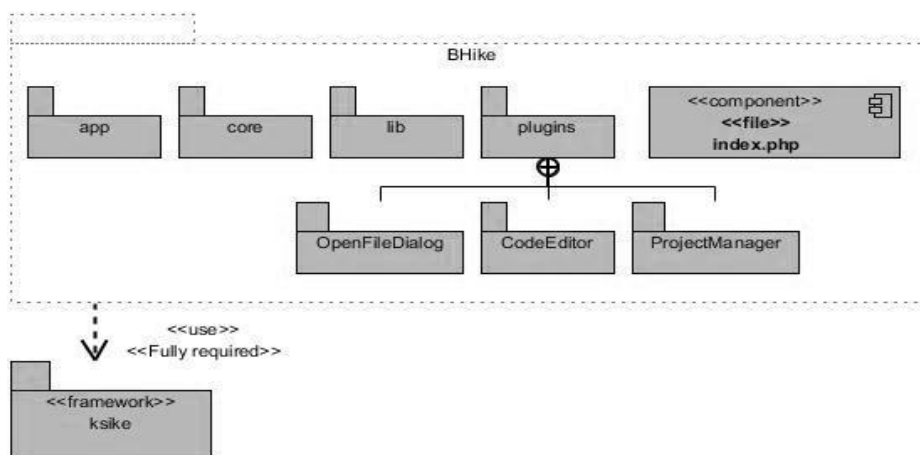 BHike
app
core
lib
plugins
<<component>>
<<file>>
index.php
OpenFileDialog
CodeEditor
ProjectManager
<<use>>
<<Fully required>>
<<framework>>
ksike